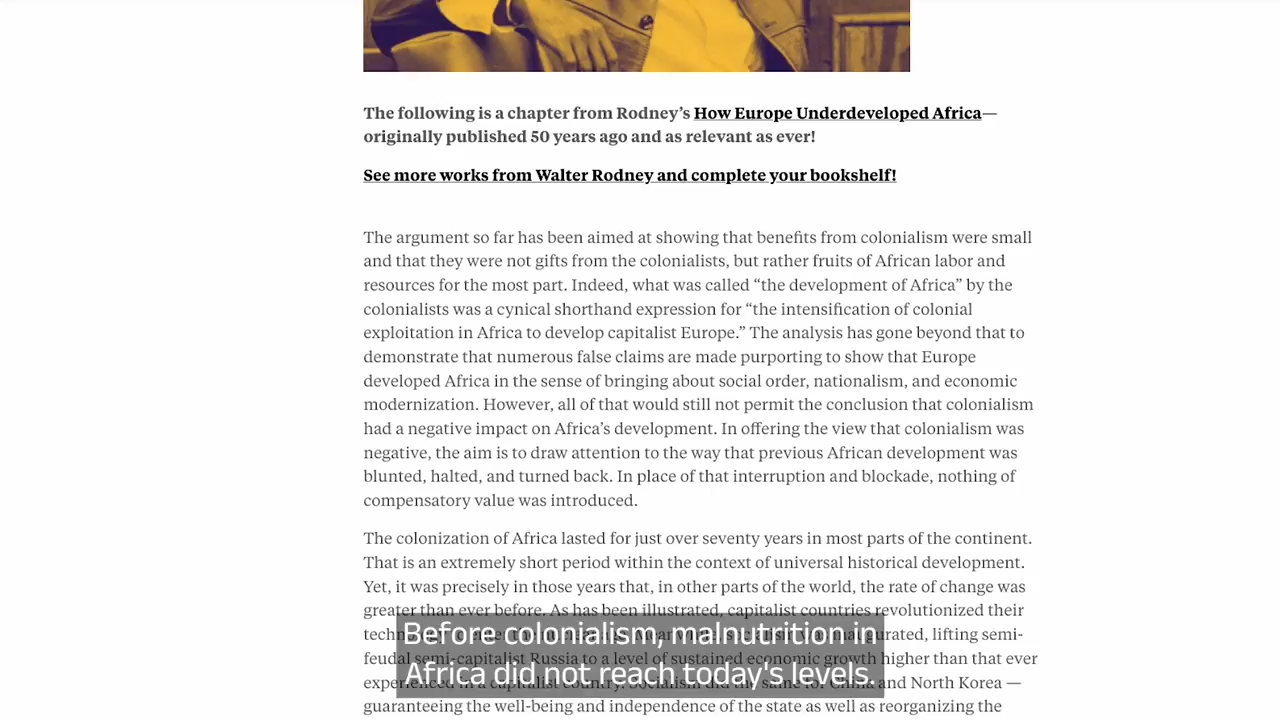 The following is a chapter from Rodney's How Europe Underdeveloped Africa—
originally published 50 years ago and as relevant as ever!
See more works from Walter Rodney and complete your bookshelf!
The argument so far has been aimed at showing that benefits from colonialism were small
and that they were not gifts from the colonialists, but rather fruits of African labor and
resources for the most part. Indeed, what was called “the development of Africa” by the
colonialists was a cynical shorthand expression for “the intensification of colonial
exploitation in Africa to develop capitalist Europe.” The analysis has gone beyond that to
demonstrate that numerous false claims are made purporting to show that Europe
developed Africa in the sense of bringing about social order, nationalism, and economic
modernization. However, all of that would still not permit the conclusion that colonialism
had a negative impact on Africa’s development. In offering the view that colonialism was
negative, the aim is to draw attention to the way that previous African development was
blunted, halted, and turned back. In place of that interruption and blockade, nothing of
compensatory value was introduced.
The colonization of Africa lasted for just over seventy years in most parts of the continent.
That is an extremely short period within the context of universal historical development.
Yet, it was precisely in those years that, in other parts of the world, the rate of change was
greater than ever before. As has been illustrated, capitalist countries revolutionized their
urated, lifting semi-
feudal semi-capitalist Russia to a level of sustained economic growth higher than that ever
experienced in a capitalist country. Socialism did the same for China and North Korea —
guaranteeing the well-being and independence of the state as well as reorganizing the
Before colonialism, malnutrition in
Africa did not reach today's levels.